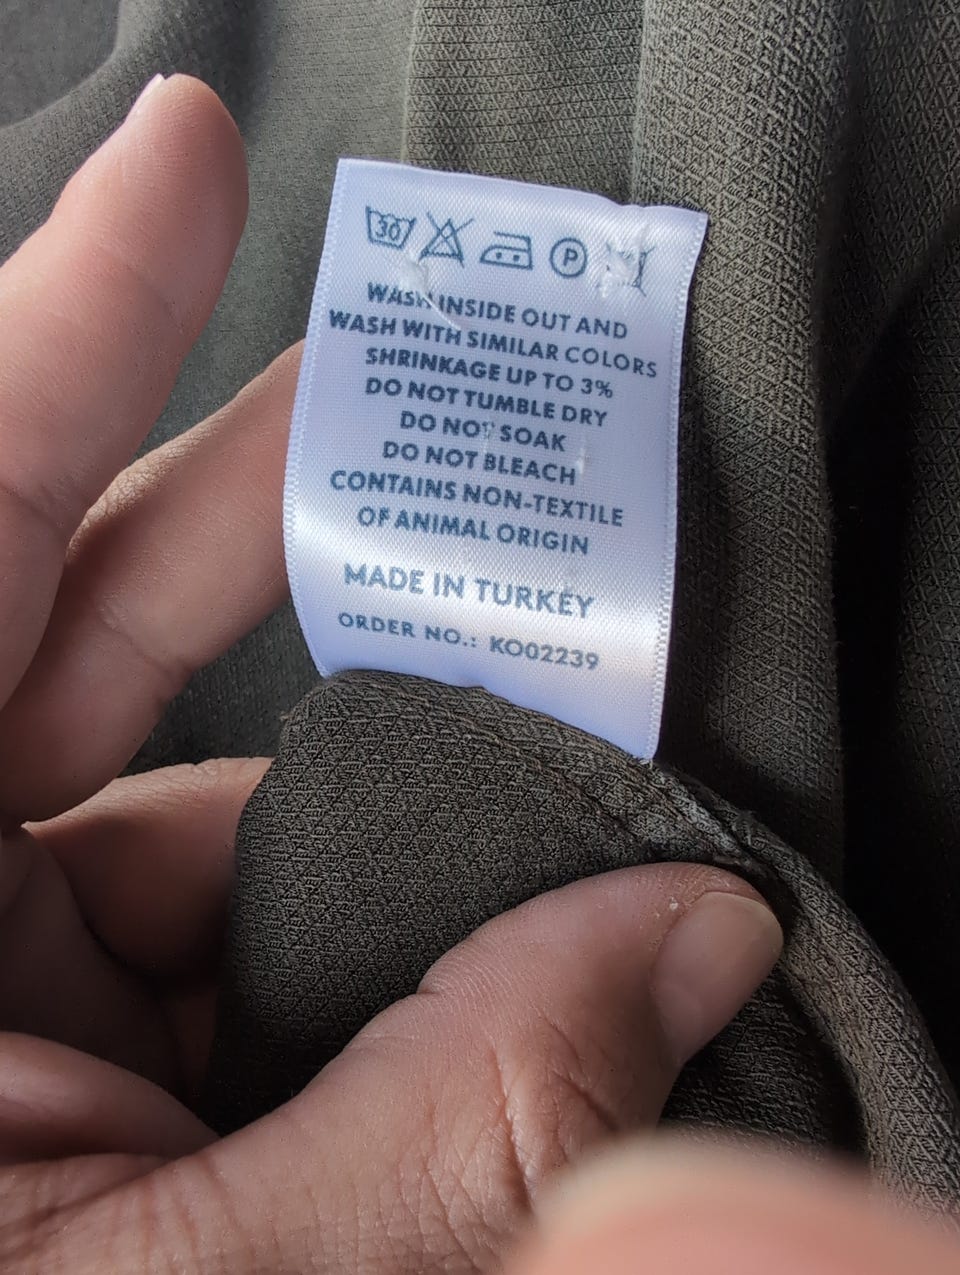 30
P
WASH INSIDE OUT AND
WASH WITH SIMILAR COLORS
SHRINKAGE UP TO 3%
DO NOT TUMBLE DRY
DO NOT SOAK
DO NOT BLEACH
CONTAINS NON-TEXTILE
OF ANIMAL ORIGIN
MADE IN TURKEY
ORDER NO.: KO02239